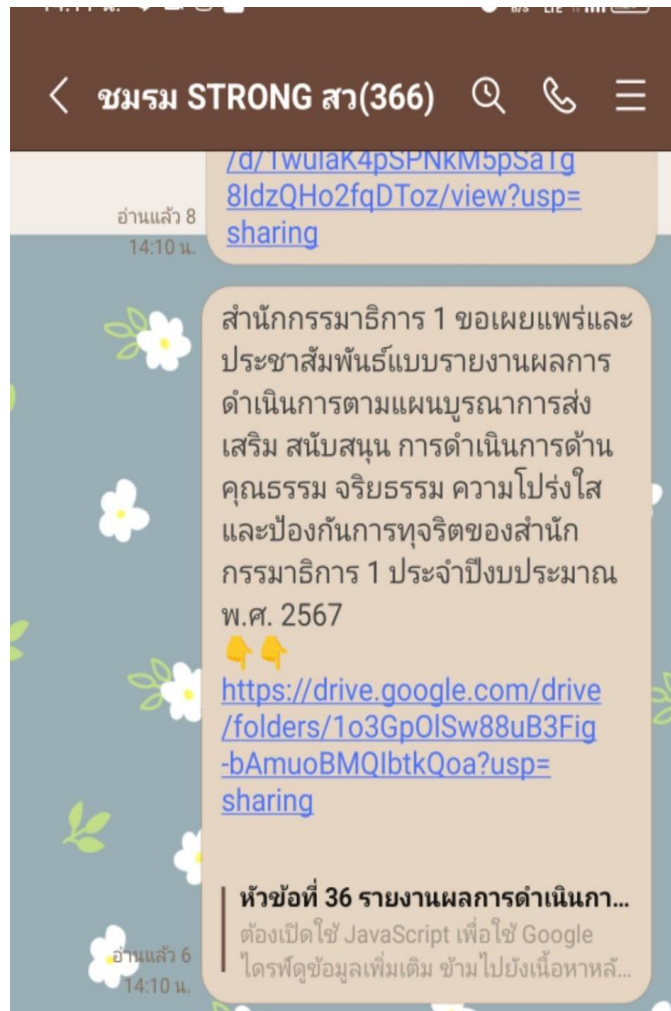 ชมรม STRONG สว(366)
/d/1wulaK4pSPNkM5pSaTg
8IdzQHo2fqDToz/view?usp=
sharing
อ่านแล้ว 8
14:10 น.
สำนักกรรมาธิการ 1 ขอเผยแพร่และ
ประชาสัมพันธ์แบบรายงานผลการ
ดำเนินการตามแผนบูรณาการส่ง
เสริม สนับสนุน การดำเนินการด้าน
คุณธรรม จริยธรรม ความโปร่งใส
และป้องกันการทุจริตของสำนัก
กรรมาธิการ 1 ประจำปีงบประมาณ
พ.ศ. 2567
👇👇
https://drive.google.com/drive
/folders/1o3GpOlSw88uB3Fig
-bAmuoBMQIbtkQoa?usp=
sharing
หัวข้อที่ 36 รายงานผลการดำเนินกา...
ต้องเปิดใช้ JavaScript เพื่อใช้ Google
ไดรฟ์ดูข้อมูลเพิ่มเติม ข้ามไปยังเนื้อหาหลั...
อ่านแล้ว 6
14:10 น.